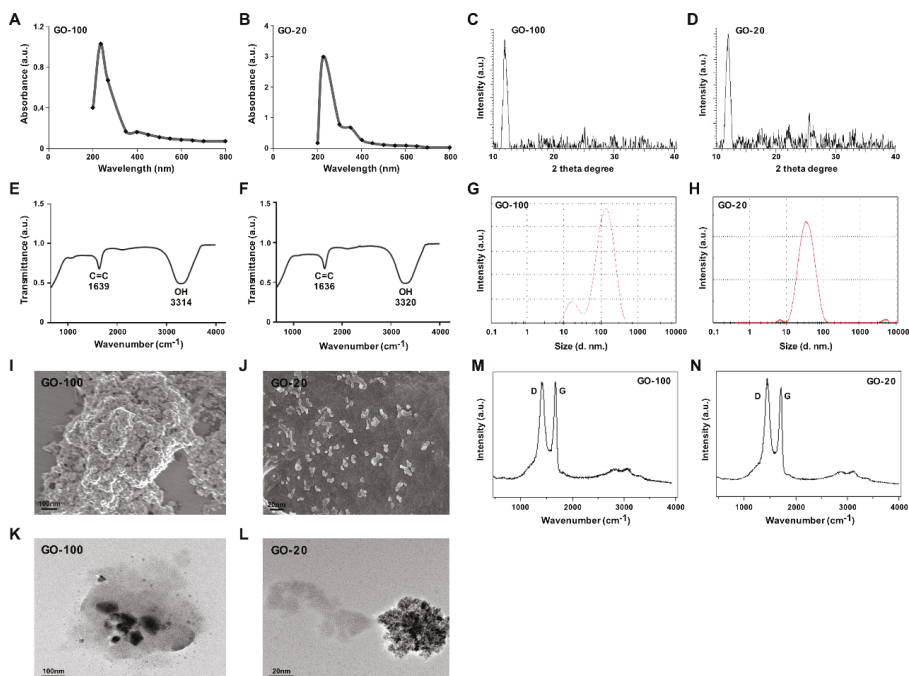 A
GO-100
Absorbance (a.u.)
1.2
0.8
0.4
0
0
200
400
600
800
Wavelength (nm)
B
GO-20
Absorbance (a.u.)
4
3
2
1
0
0
200
400
600
800
Wavelength (nm)
C
GO-100
Intensity (a.u.)
10
20
30
40
2 theta degree
D
GO-20
Intensity (a.u.)
10
20
30
40
2 theta degree
E
Transmittance (a.u.)
1.5
1.0
0.5
0
C=C
1639
OH
3314
1000
2000
3000
4000
Wavenumber (cm-1)
F
Transmittance (a.u.)
1.5
1.0
0.5
0
C=C
1636
OH
3320
1000
2000
3000
4000
Wavenumber (cm-1)
G
GO-100
Intensity (a.u.)
0.1
1
10
100
1000
10000
Size (d. nm.)
H
GO-20
Intensity (a.u.)
0.1
1
10
100
1000
10000
Size (d. nm.)
I
GO-100
100nm
J
GO-20
20nm
M
GO-100
D
G
Intensity (a.u.)
1000
2000
3000
4000
Wavenumber (cm-1)
N
GO-20
D
G
Intensity (a.u.)
1000
2000
3000
4000
Wavenumber (cm-1)
K
GO-100
100nm
L
GO-20
20nm